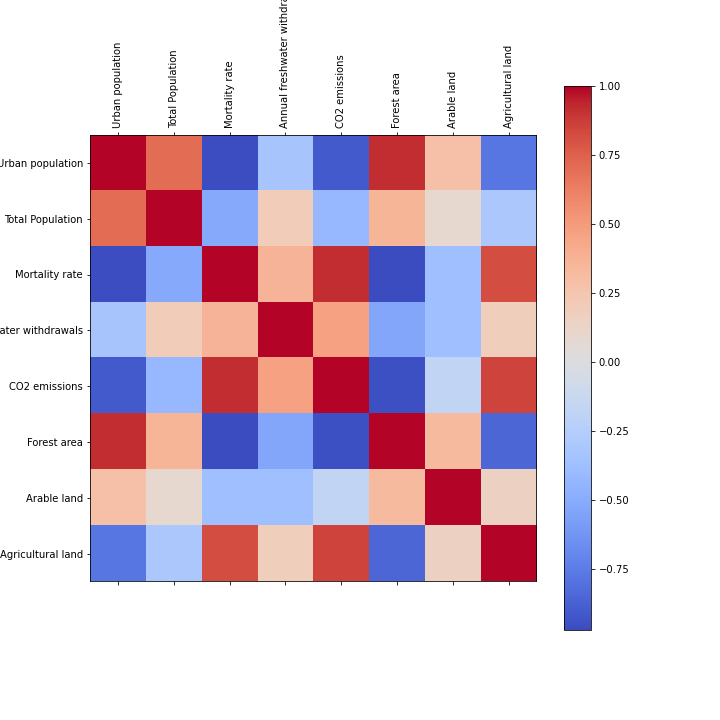 Urban population
Total Population
Mortality rate
Annual freshwater withdra
CO2 emissions
Forest area
Arable land
Agricultural land
Urban population
Total Population
Mortality rate
ater withdrawals
CO2 emissions
Forest area
Arable land
Agricultural land
1.00
0.75
0.50
0.25
0.00
−0.25
−0.50
−0.75